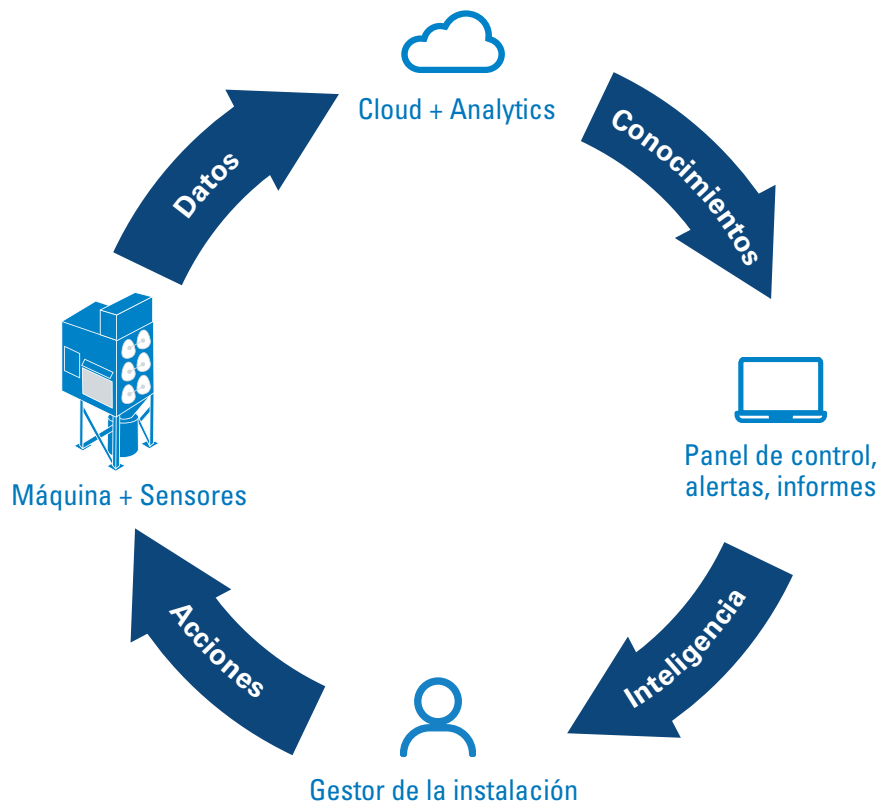 Cloud + Analytics
Datos
Conocimientos
Panel de control,
alertas, informes
Máquina + Sensores
Inteligencia
Acciones
Gestor de la instalación